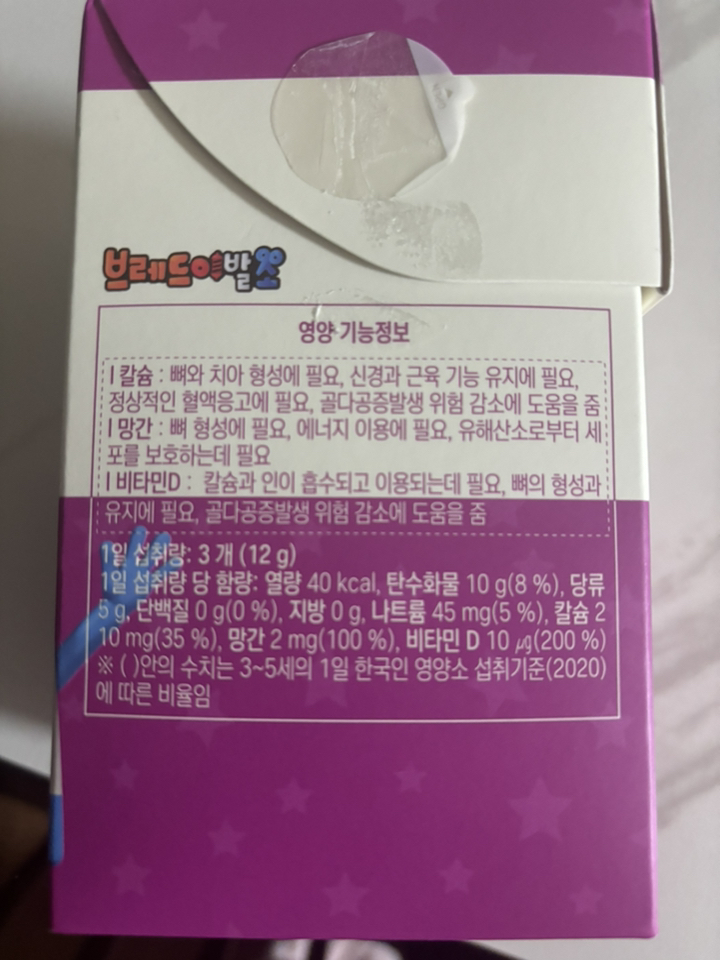 브레드이발소
영양·기능정보
| 칼슘 : 뼈와 치아 형성에 필요, 신경과 근육 기능 유지에 필요,
정상적인 혈액응고에 필요, 골다공증발생 위험 감소에 도움을 줌
| 망간 : 뼈 형성에 필요, 에너지 이용에 필요, 유해산소로부터 세
포를 보호하는데 필요
| 비타민D : 칼슘과 인이 흡수되고 이용되는데 필요, 뼈의 형성과
유지에 필요, 골다공증발생 위험 감소에 도움을 줌
1일 섭취량: 3 개 (12 g)
1일 섭취량 당 함량: 열량 40 kcal, 탄수화물 10 g(8 %), 당류
5 g, 단백질 0 g(0 %), 지방 0 g, 나트륨 45 mg(5 %), 칼슘 2
10 mg(35 %), 망간 2 mg(100 %), 비타민 D 10 ㎍(200 %)
※ ( )안의 수치는 3~5세의 1일 한국인 영양소 섭취기준(2020)
에 따른 비율임